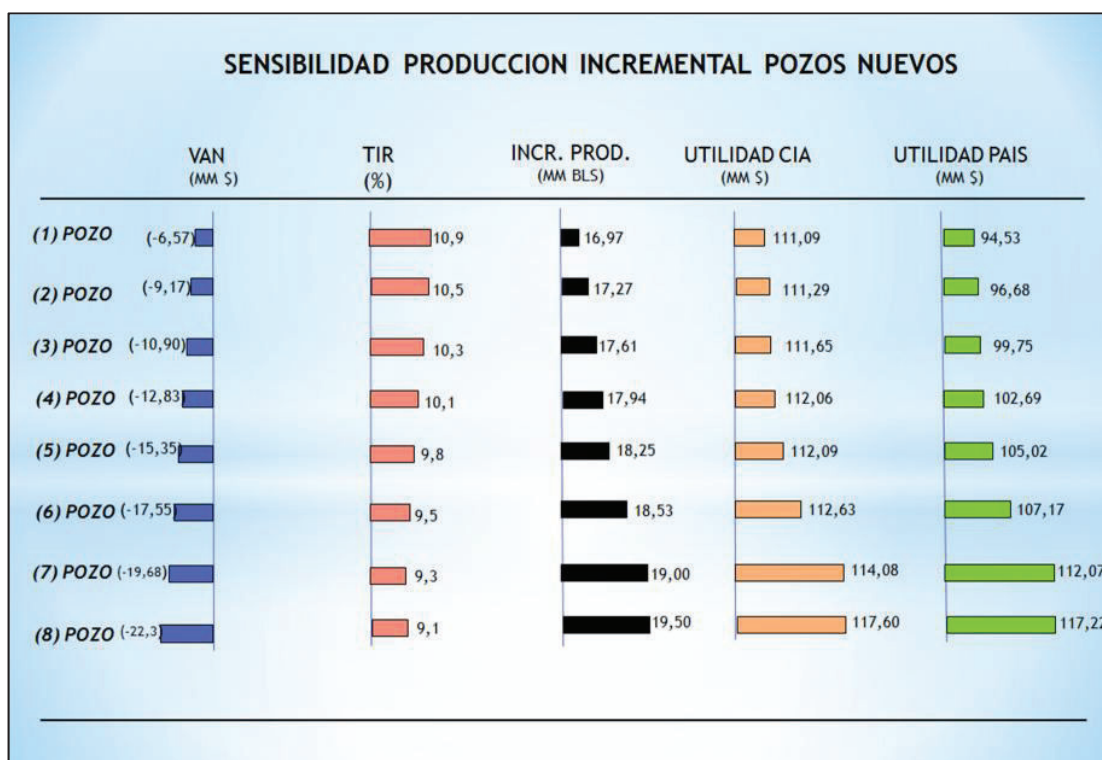 SENSIBILIDAD PRODUCCION INCREMENTAL POZOS NUEVOS
VAN TIR INCR. PROD. UTILIDAD CIA UTILIDAD PAIS
(MM $) (%) (MM BLS) (MM $) (MM $)
(1) POZO (-6,57) 10,9 16,97 111,09 94,53
(2) POZO (-9,17) 10,5 17,27 111,29 96,68
(3) POZO (-10,90) 10,3 17,61 111,65 99,75
(4) POZO (-12,83) 10,1 17,94 112,06 102,69
(5) POZO (-15,35) 9,8 18,25 112,09 105,02
(6) POZO (-17,55) 9,5 18,53 112,63 107,17
(7) POZO (-19,68) 9,3 19,00 114,08 112,07
(8) POZO (-22,3) 9,1 19,50 117,60 117,22